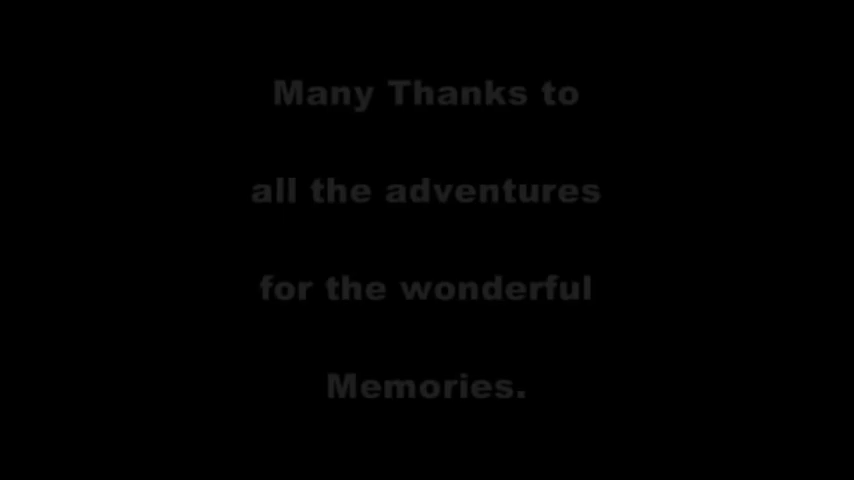 Many Thanks to
all the adventures
for the wonderful
Memories.